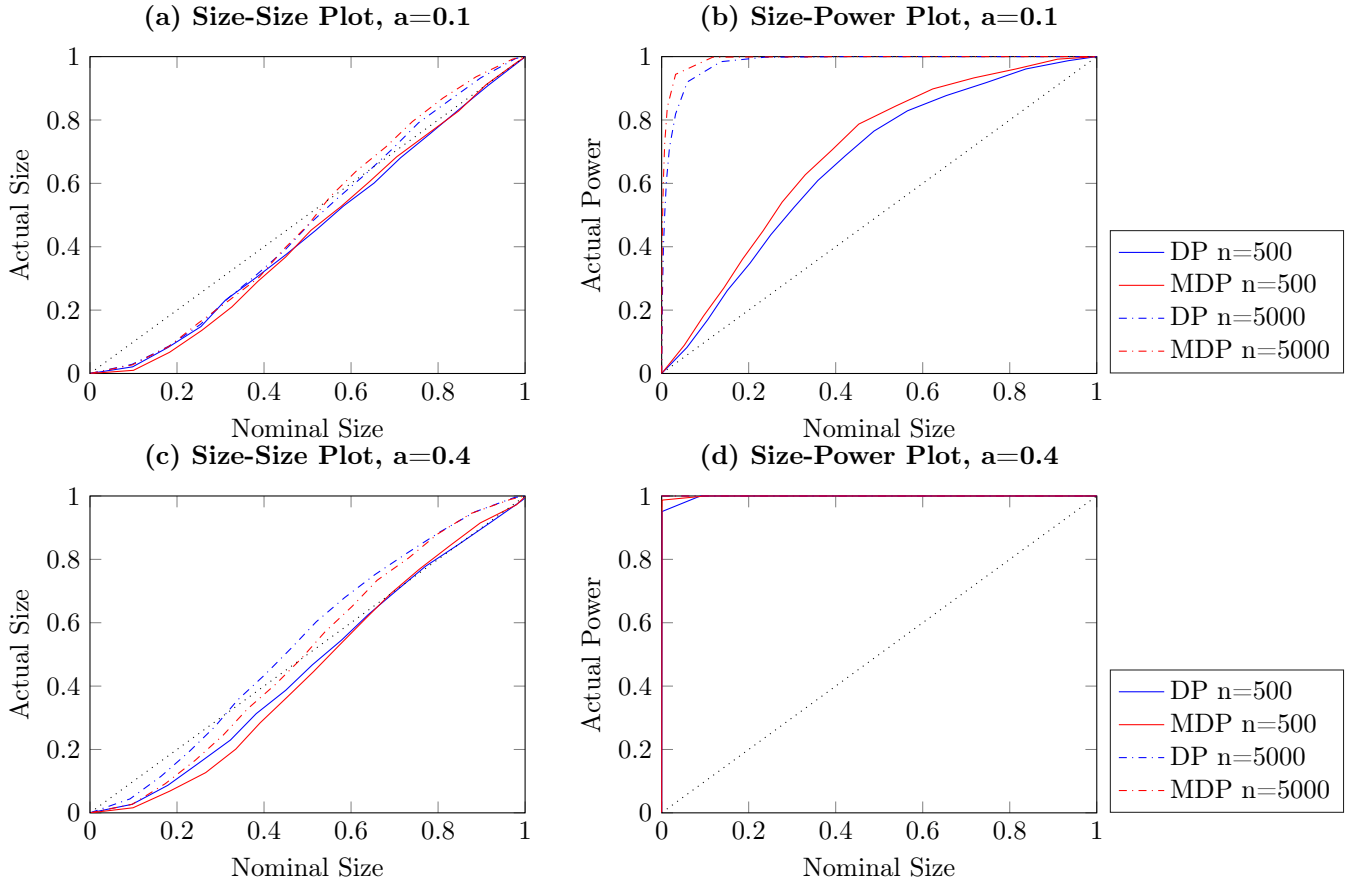 (a) Size-Size Plot, a=0.1
1
0.8
0.6
0.4
0.2
0
0 0.2 0.4 0.6 0.8 1
Actual Size
Nominal Size
(b) Size-Power Plot, a=0.1
1
0.8
0.6
0.4
0.2
0
0 0.2 0.4 0.6 0.8 1
Actual Power
Nominal Size
DP n=500
MDP n=500
DP n=5000
MDP n=5000
(c) Size-Size Plot, a=0.4
1
0.8
0.6
0.4
0.2
0
0 0.2 0.4 0.6 0.8 1
Actual Size
Nominal Size
(d) Size-Power Plot, a=0.4
1
0.8
0.6
0.4
0.2
0
0 0.2 0.4 0.6 0.8 1
Actual Power
Nominal Size
DP n=500
MDP n=500
DP n=5000
MDP n=5000